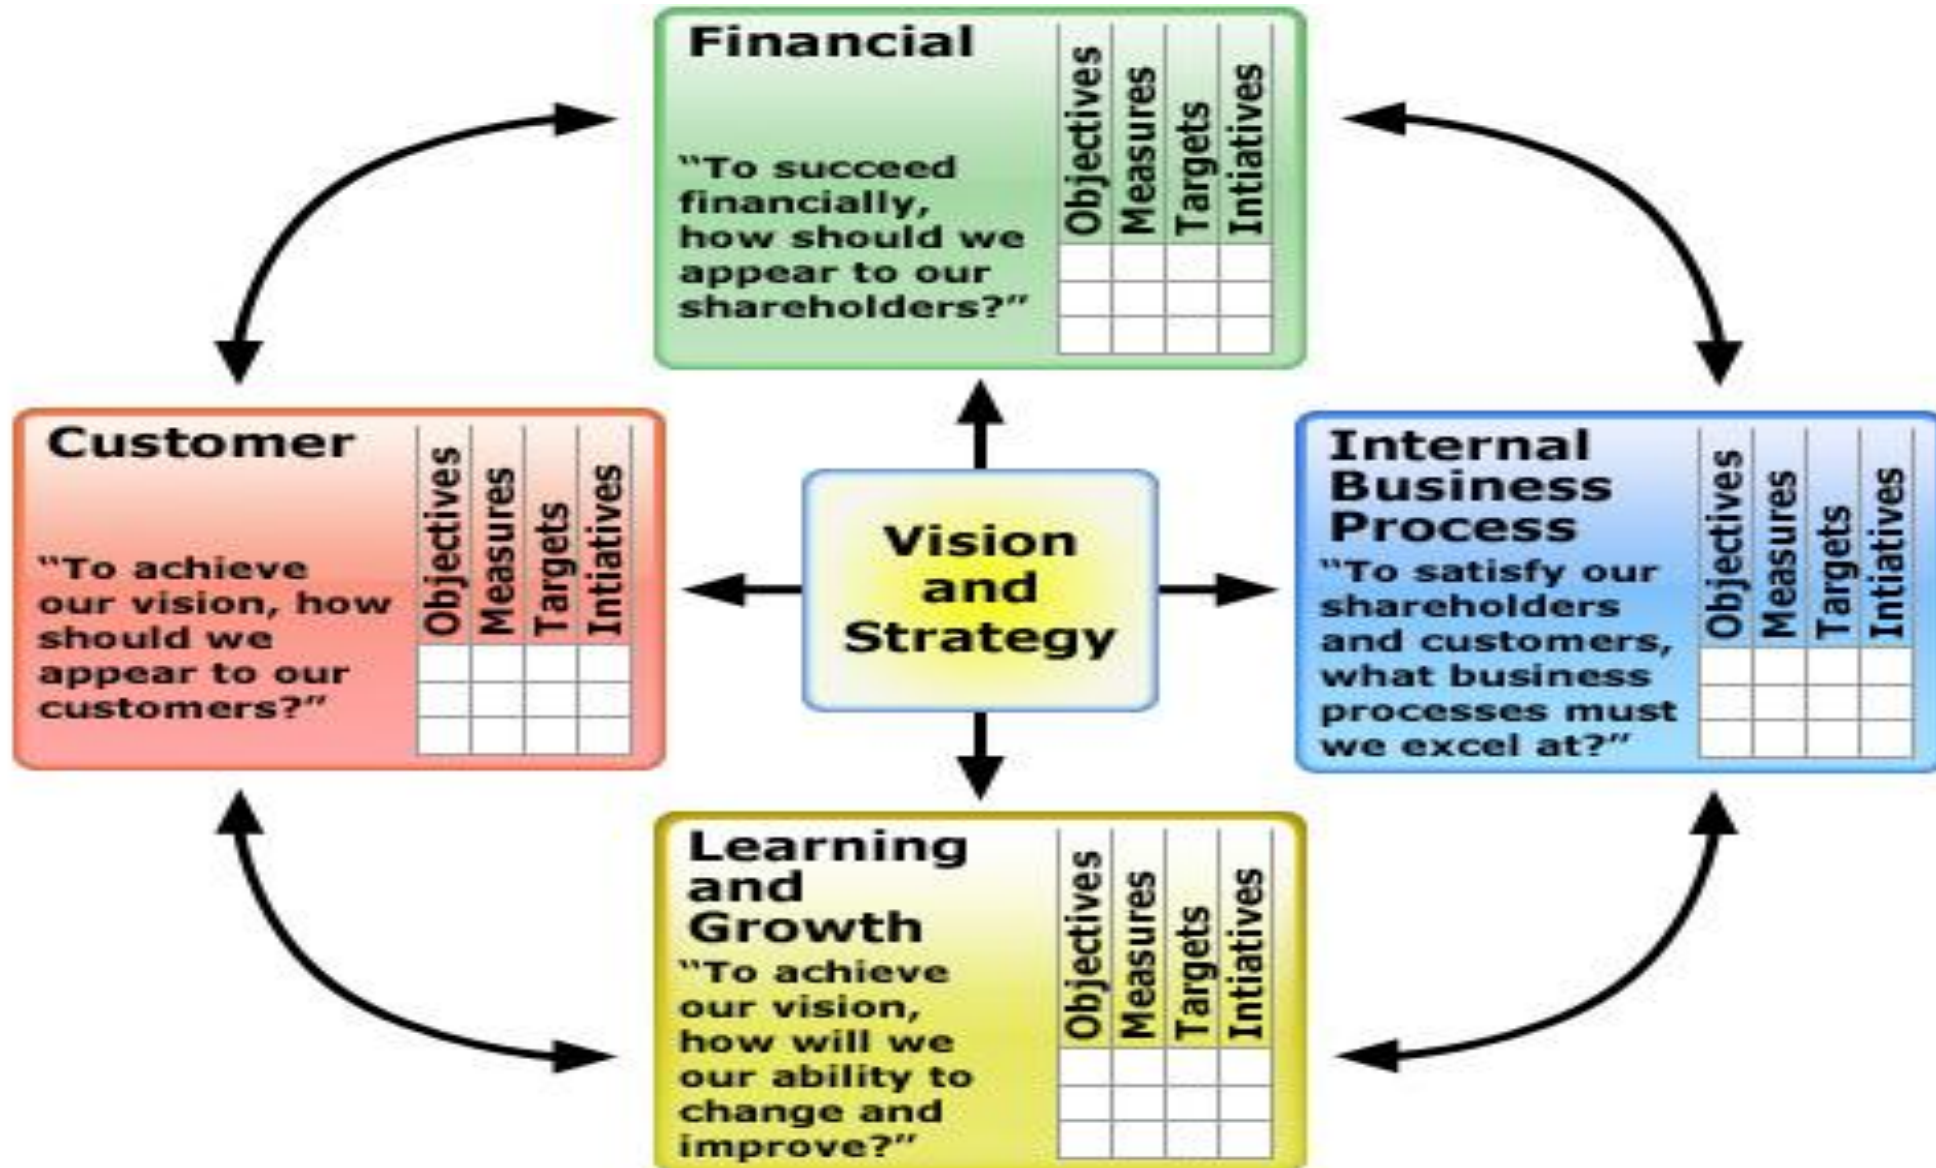 Financial
"To succeed
financially,
how should we
appear to our
shareholders?"
Objectives
Measures
Targets
Intiatives
Customer
"To achieve
our vision, how
should we
appear to our
customers?"
Objectives
Measures
Targets
Intiatives
Vision
and
Strategy
Internal
Business
Process
"To satisfy our
shareholders
and customers,
what business
processes must
we excel at?"
Objectives
Measures
Targets
Intiatives
Learning
and
Growth
"To achieve
our vision,
how will we
our ability to
change and
improve?"
Objectives
Measures
Targets
Intiatives